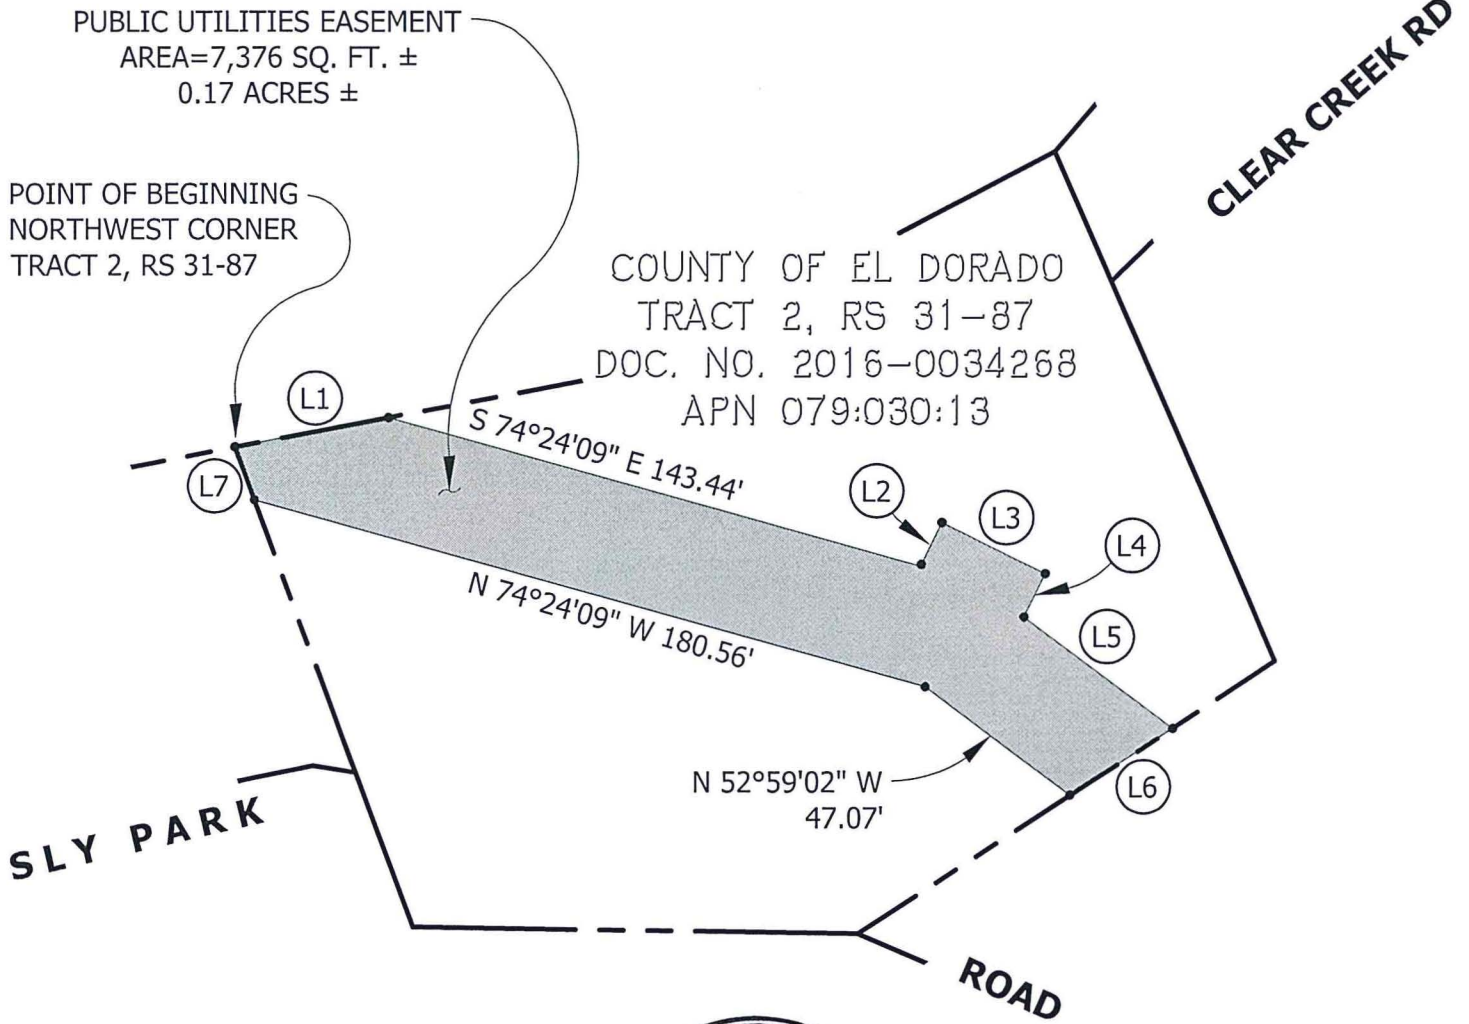 PUBLIC UTILITIES EASEMENT
AREA=7,376 SQ. FT. ±
0.17 ACRES ±
CLEAR CREEK RD
POINT OF BEGINNING
NORTHWEST CORNER
TRACT 2, RS 31-87
COUNTY OF EL DORADO
TRACT 2, RS 31-87
DOC. NO. 2016-0034268
APN 079:030:13
L1
S 74°24'09" E 143.44'
L7
L2
L3
L4
N 74°24'09" W 180.56'
L5
N 52°59'02" W
47.07'
L6
SLY PARK
ROAD